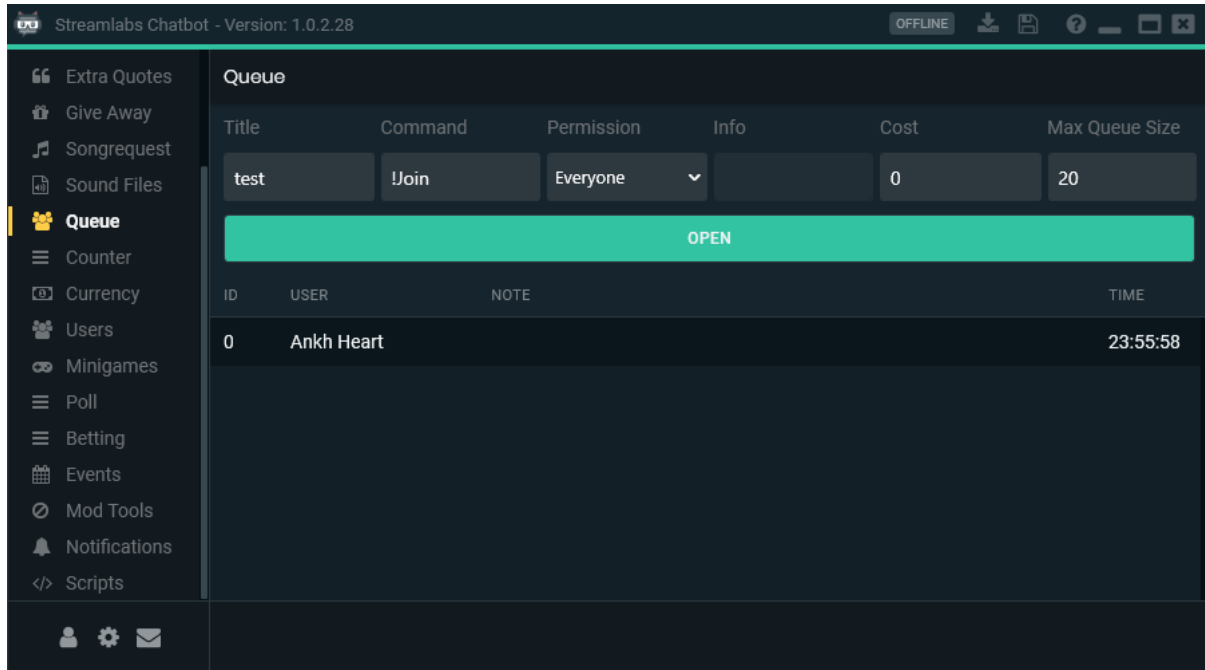 Streamlabs Chatbot - Version: 1.0.2.28 OFFLINE
Extra Quotes
Give Away
Songrequest
Sound Files
Queue
Counter
Currency
Users
Minigames
Poll
Betting
Events
Mod Tools
Notifications
Scripts
Queue
Title Command Permission Info Cost Max Queue Size
test !Join Everyone 0 20
OPEN
ID USER NOTE TIME
0 Ankh Heart 23:55:58